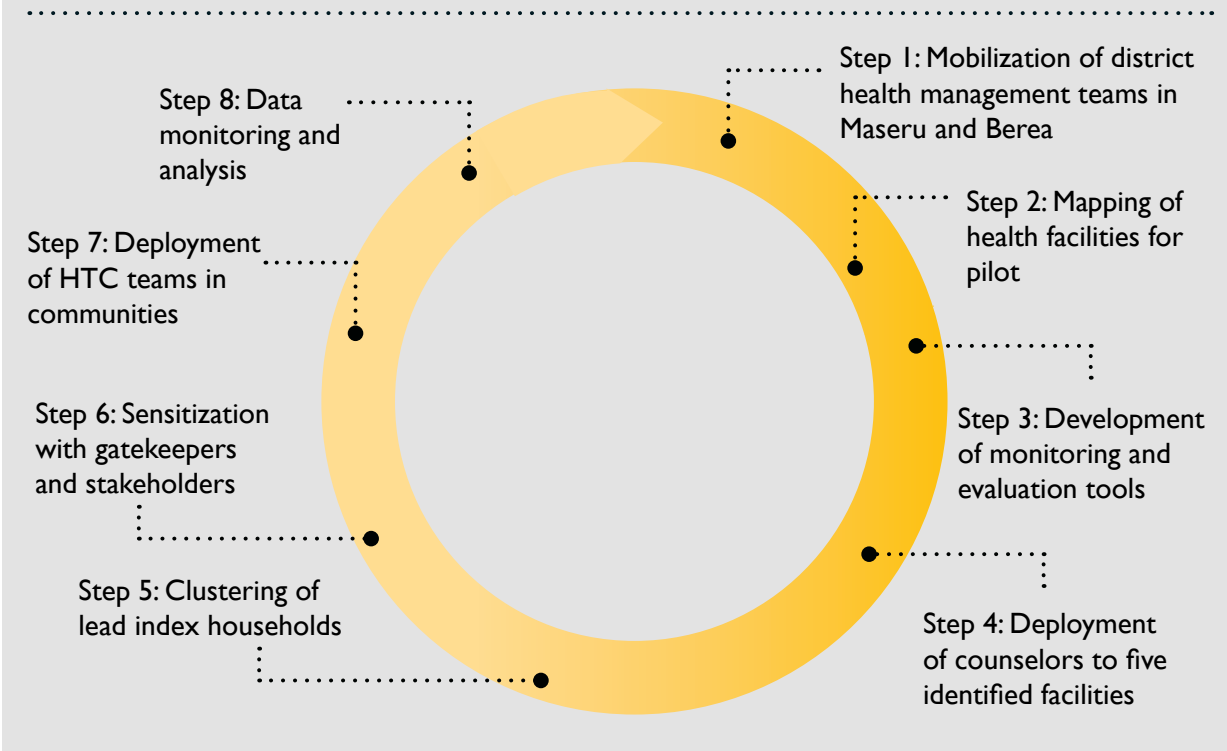 Step 1: Mobilization of district
health management teams in
Maseru and Berea
Step 2: Mapping of
health facilities for
pilot
Step 3: Development
of monitoring and
evaluation tools
Step 4: Deployment
of counselors to five
identified facilities
Step 5: Clustering of
lead index households
Step 6: Sensitization
with gatekeepers
and stakeholders
Step 7: Deployment
of HTC teams in
communities
Step 8: Data
monitoring and
analysis